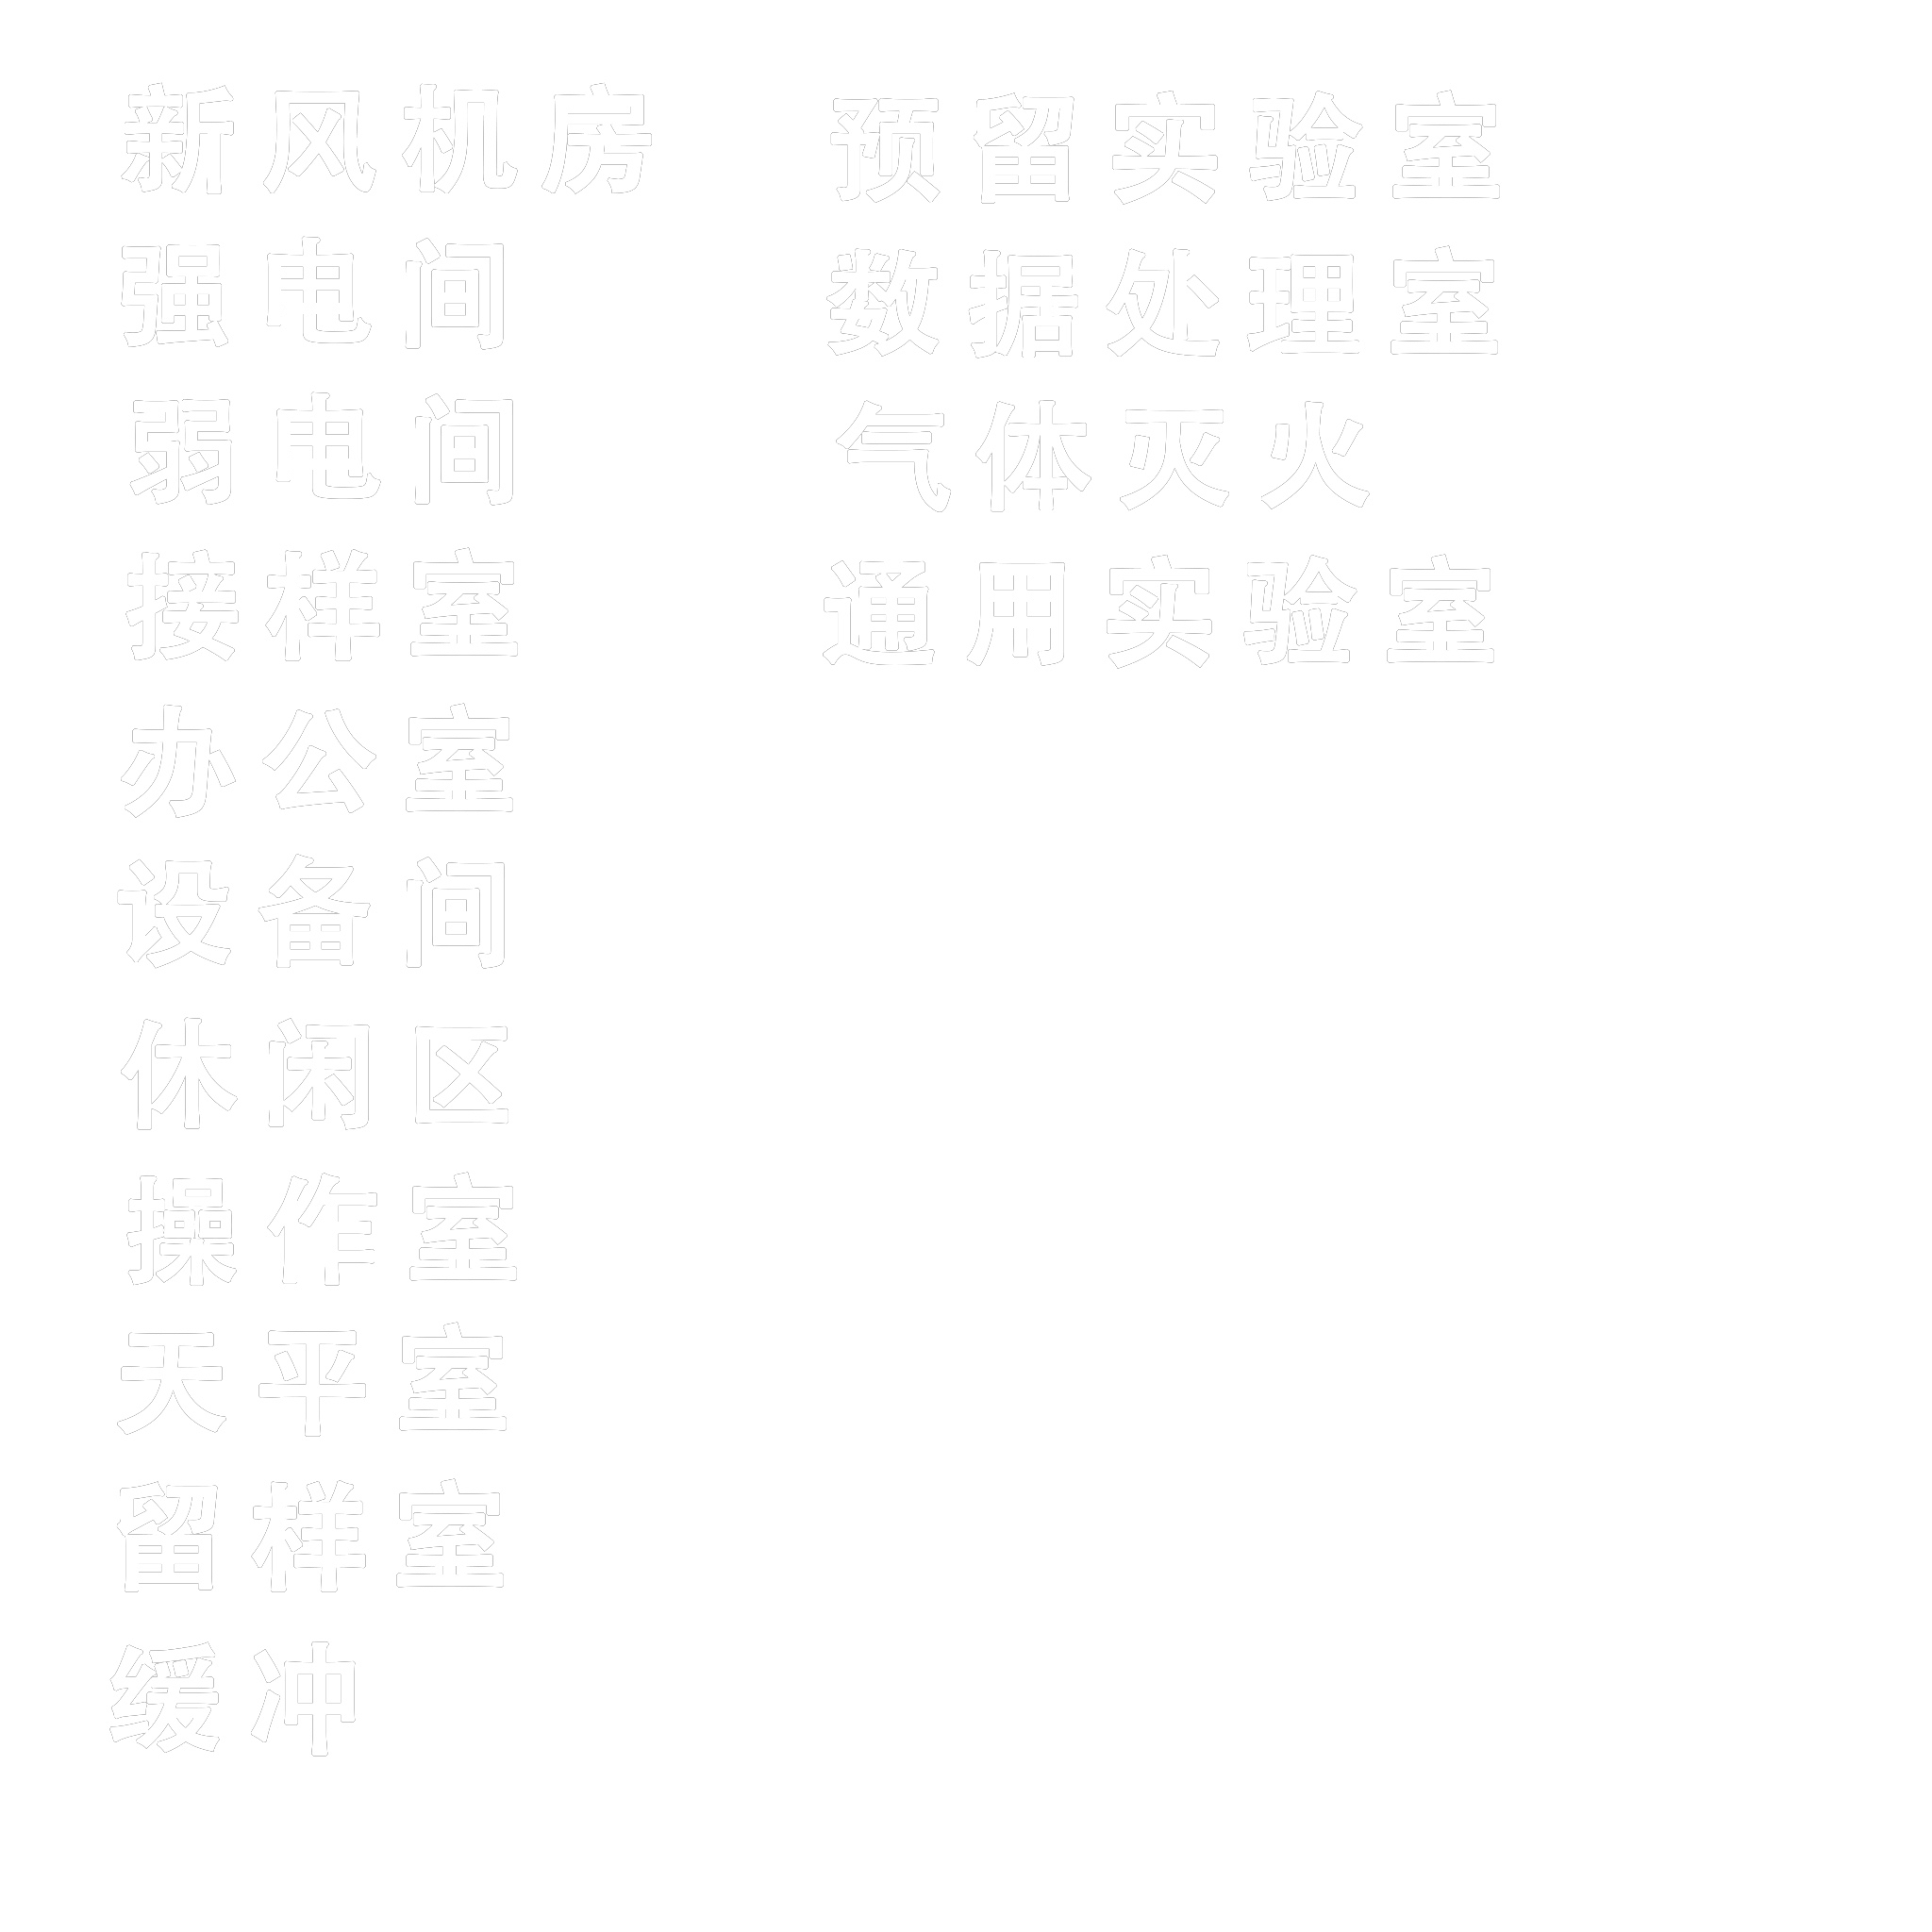 新风机房
强电间
弱电间
接样室
办公室
设备间
休闲区
操作室
天平室
留样室
缓冲
预留实验室
数据处理室
气体灭火
通用实验室